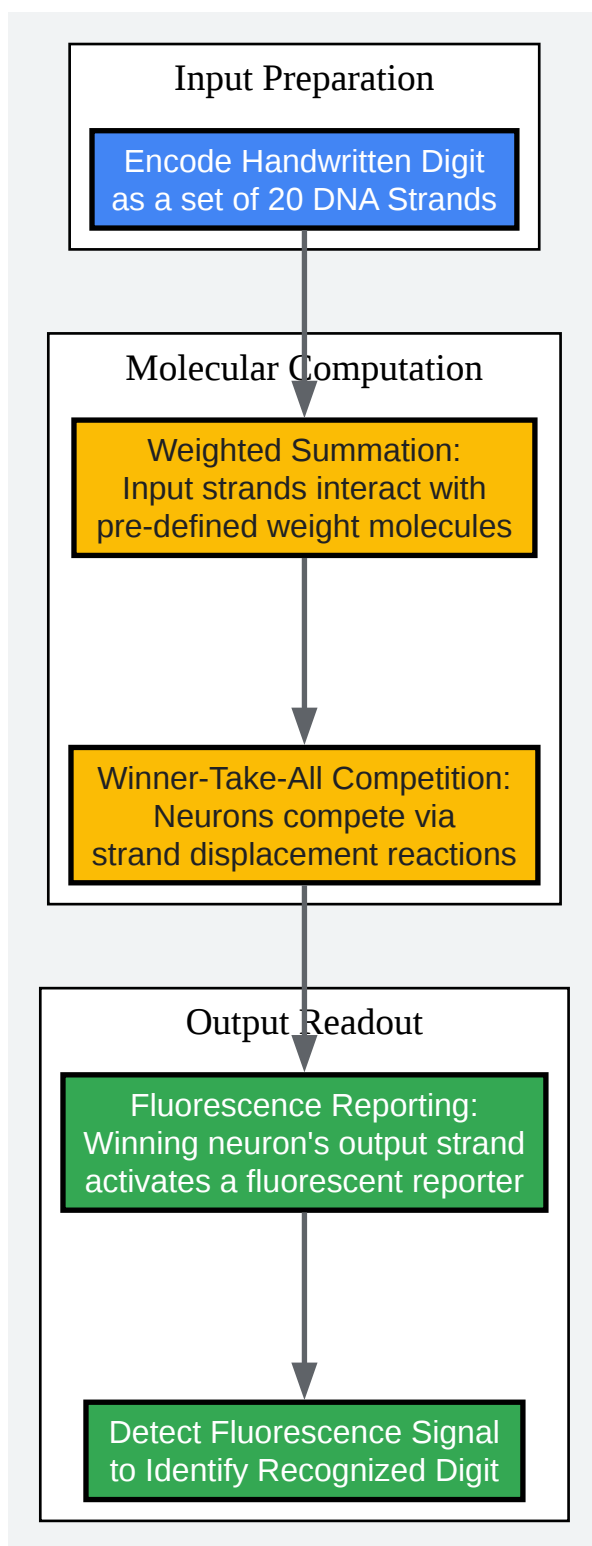 Input Preparation
Encode Handwritten Digit
as a set of 20 DNA Strands
Molecular Computation
Weighted Summation:
Input strands interact with
pre-defined weight molecules
Winner-Take-All Competition:
Neurons compete via
strand displacement reactions
Output Readout
Fluorescence Reporting:
Winning neuron's output strand
activates a fluorescent reporter
Detect Fluorescence Signal
to Identify Recognized Digit